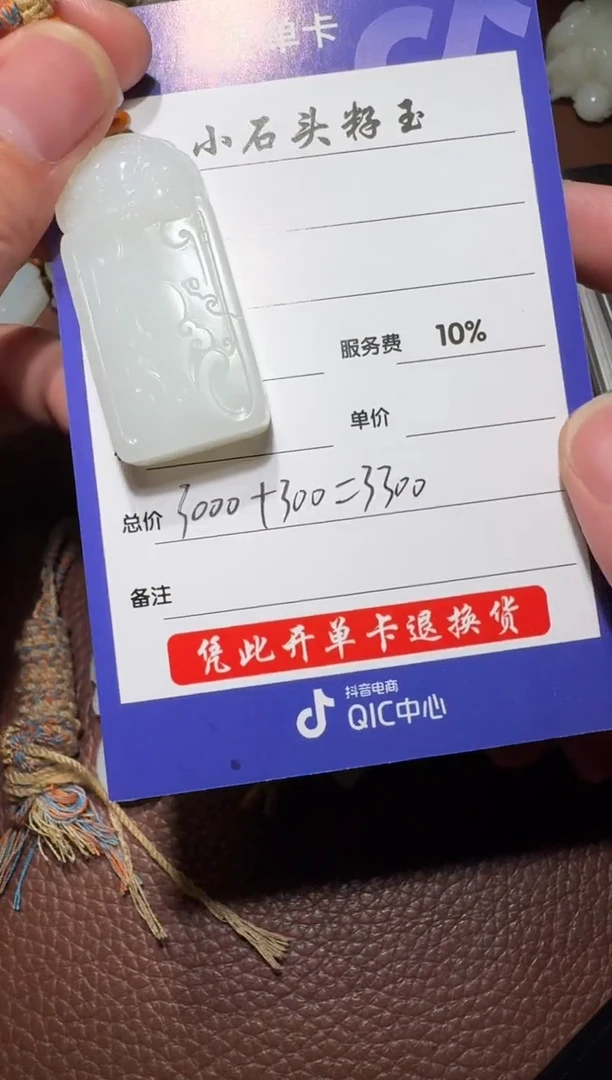 单卡
小石头籽玉
服务费 10%
单价
总价 3000+300=3300
备注
凭此开单卡退换货
抖音电商
QIC中心